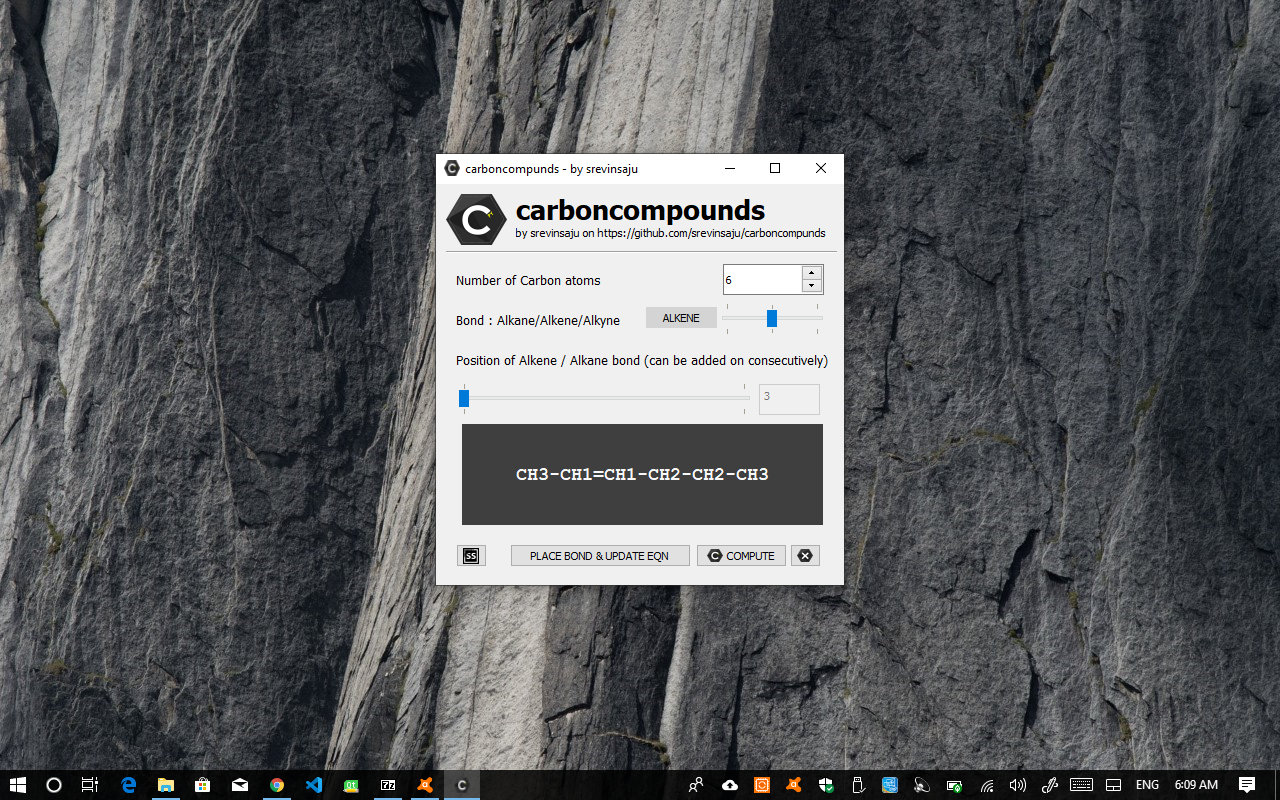 carboncompunds - by srevinsaju
carboncompounds
by srevinsaju on https://github.com/srevinsaju/carboncompunds
Number of Carbon atoms
6
Bond : Alkane/Alkene/Alkyne
ALKENE
Position of Alkene / Alkane bond (can be added on consecutively)
3
CH3-CH1=CH1-CH2-CH2-CH3
SS
PLACE BOND & UPDATE EQN
C COMPUTE
ENG
6:09 AM